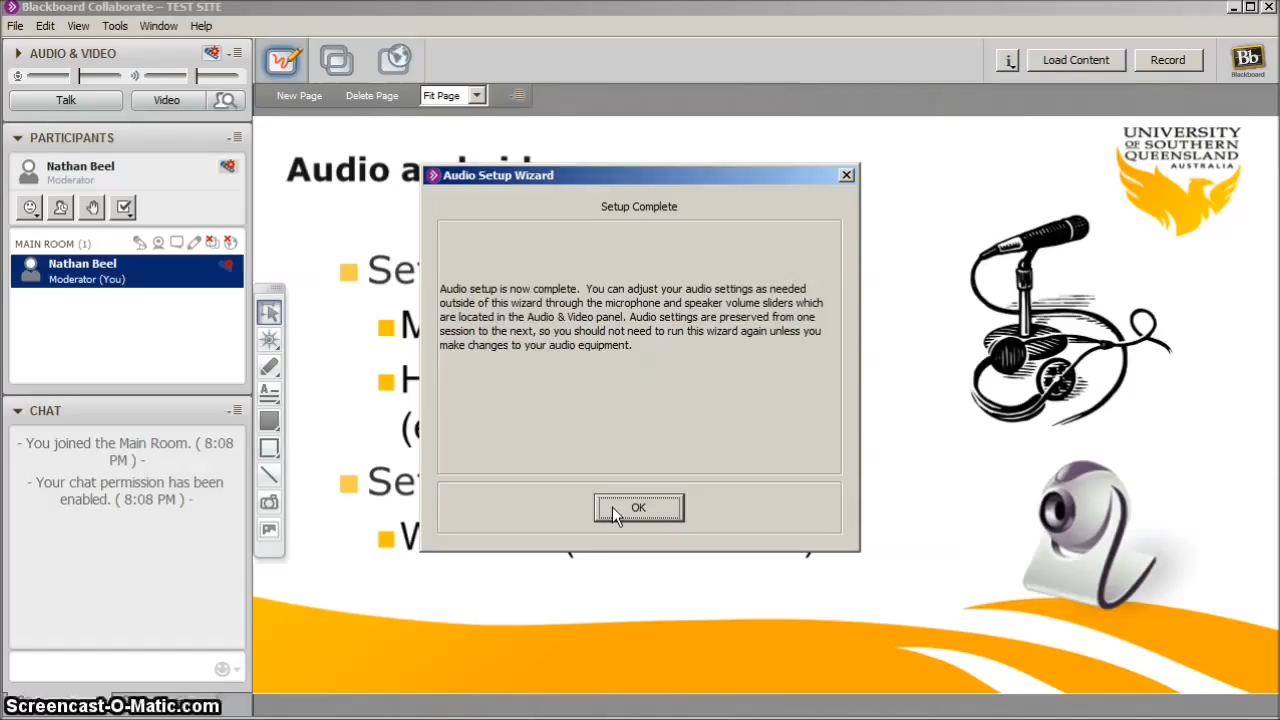 Blackboard Collaborate – TEST SITE
File Edit View Tools Window Help
AUDIO & VIDEO
Talk Video
PARTICIPANTS
Nathan Beel
Moderator
MAIN ROOM (1)
Nathan Beel
Moderator (You)
CHAT
- You joined the Main Room. ( 8:08
PM ) -
- Your chat permission has been
enabled. ( 8:08 PM ) -
i Load Content Record
Bb
Blackboard
New Page Delete Page Fit Page
UNIVERSITY
OF SOUTHERN
QUEENSLAND
AUSTRALIA
Audio a
Se
M
H
(e
Se
W
Audio Setup Wizard
Setup Complete
Audio setup is now complete. You can adjust your audio settings as needed
outside of this wizard through the microphone and speaker volume sliders which
are located in the Audio & Video panel. Audio settings are preserved from one
session to the next, so you should not need to run this wizard again unless you
make changes to your audio equipment.
OK
Screencast-O-Matic.com